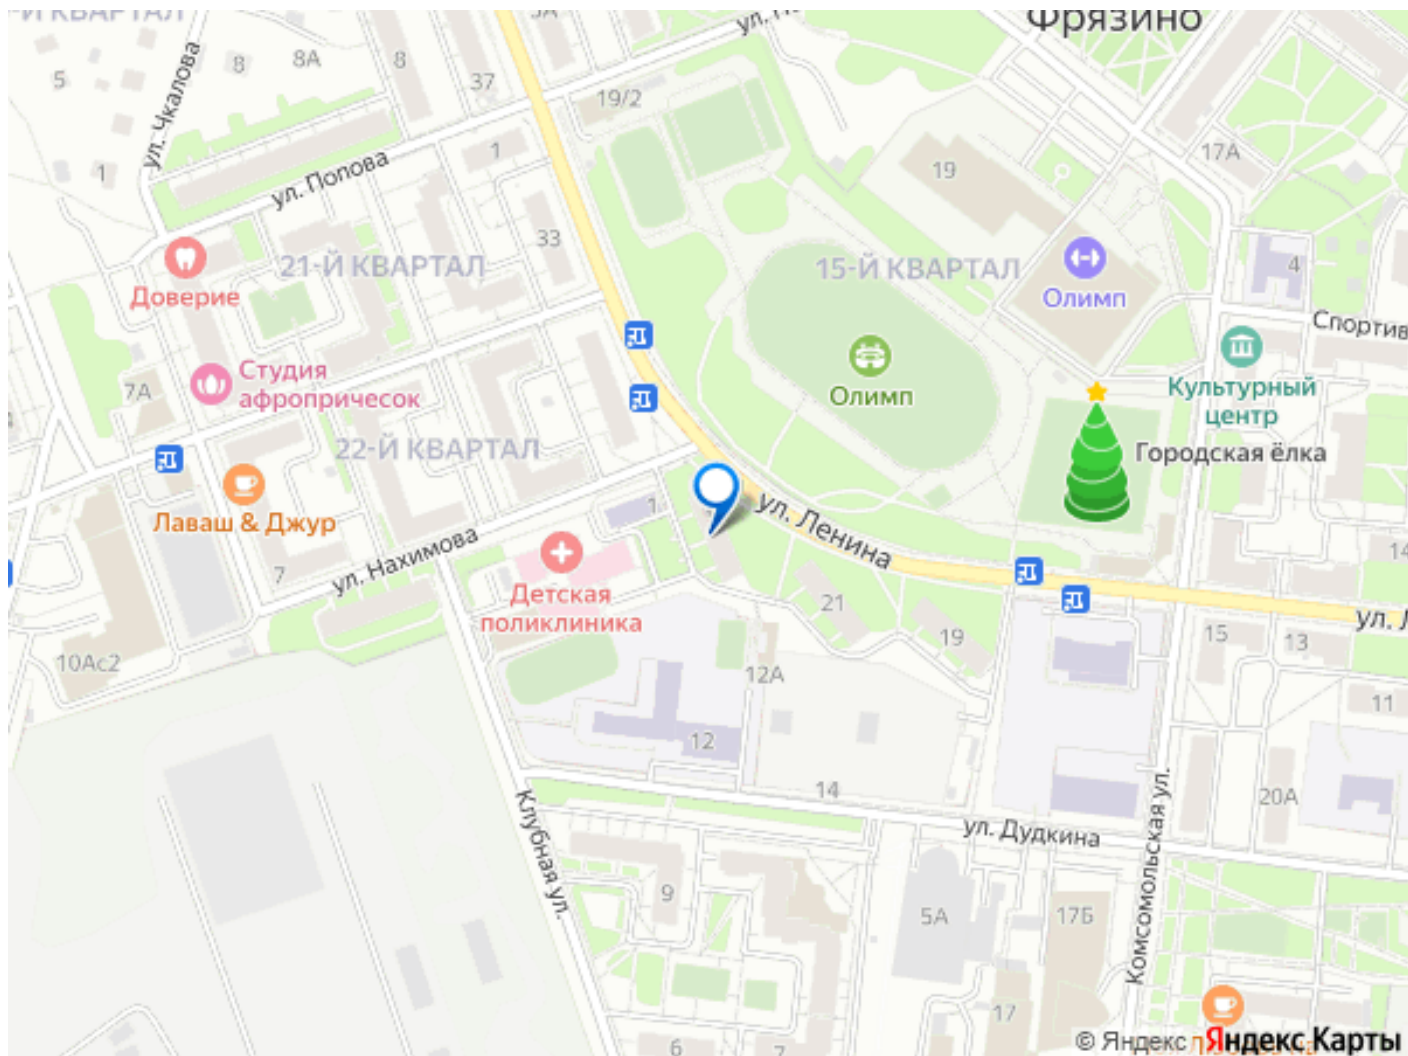 -Й КВАРТАЛ
Фрязино
5
8
8А
8
37
19/2
ул. Чкалова
1
ул. Попова
1
19
17А
33
21-Й КВАРТАЛ
15-Й КВАРТАЛ
4
Доверие
Олимп
Спортив
Студия
афропричесок
7А
Олимп
Культурный
центр
22-Й КВАРТАЛ
Городская ёлка
Лаваш & Джур
1
ул. Ленина
ул. Нахимова
7
Детская
поликлиника
21
19
14
ул. Л
15
13
10Ас2
12А
11
12
14
20А
Клубная ул.
ул. Дудкина
Комсомольская ул.
9
5А
17Б
17
6
7
© Яндекс Яндекс Карты